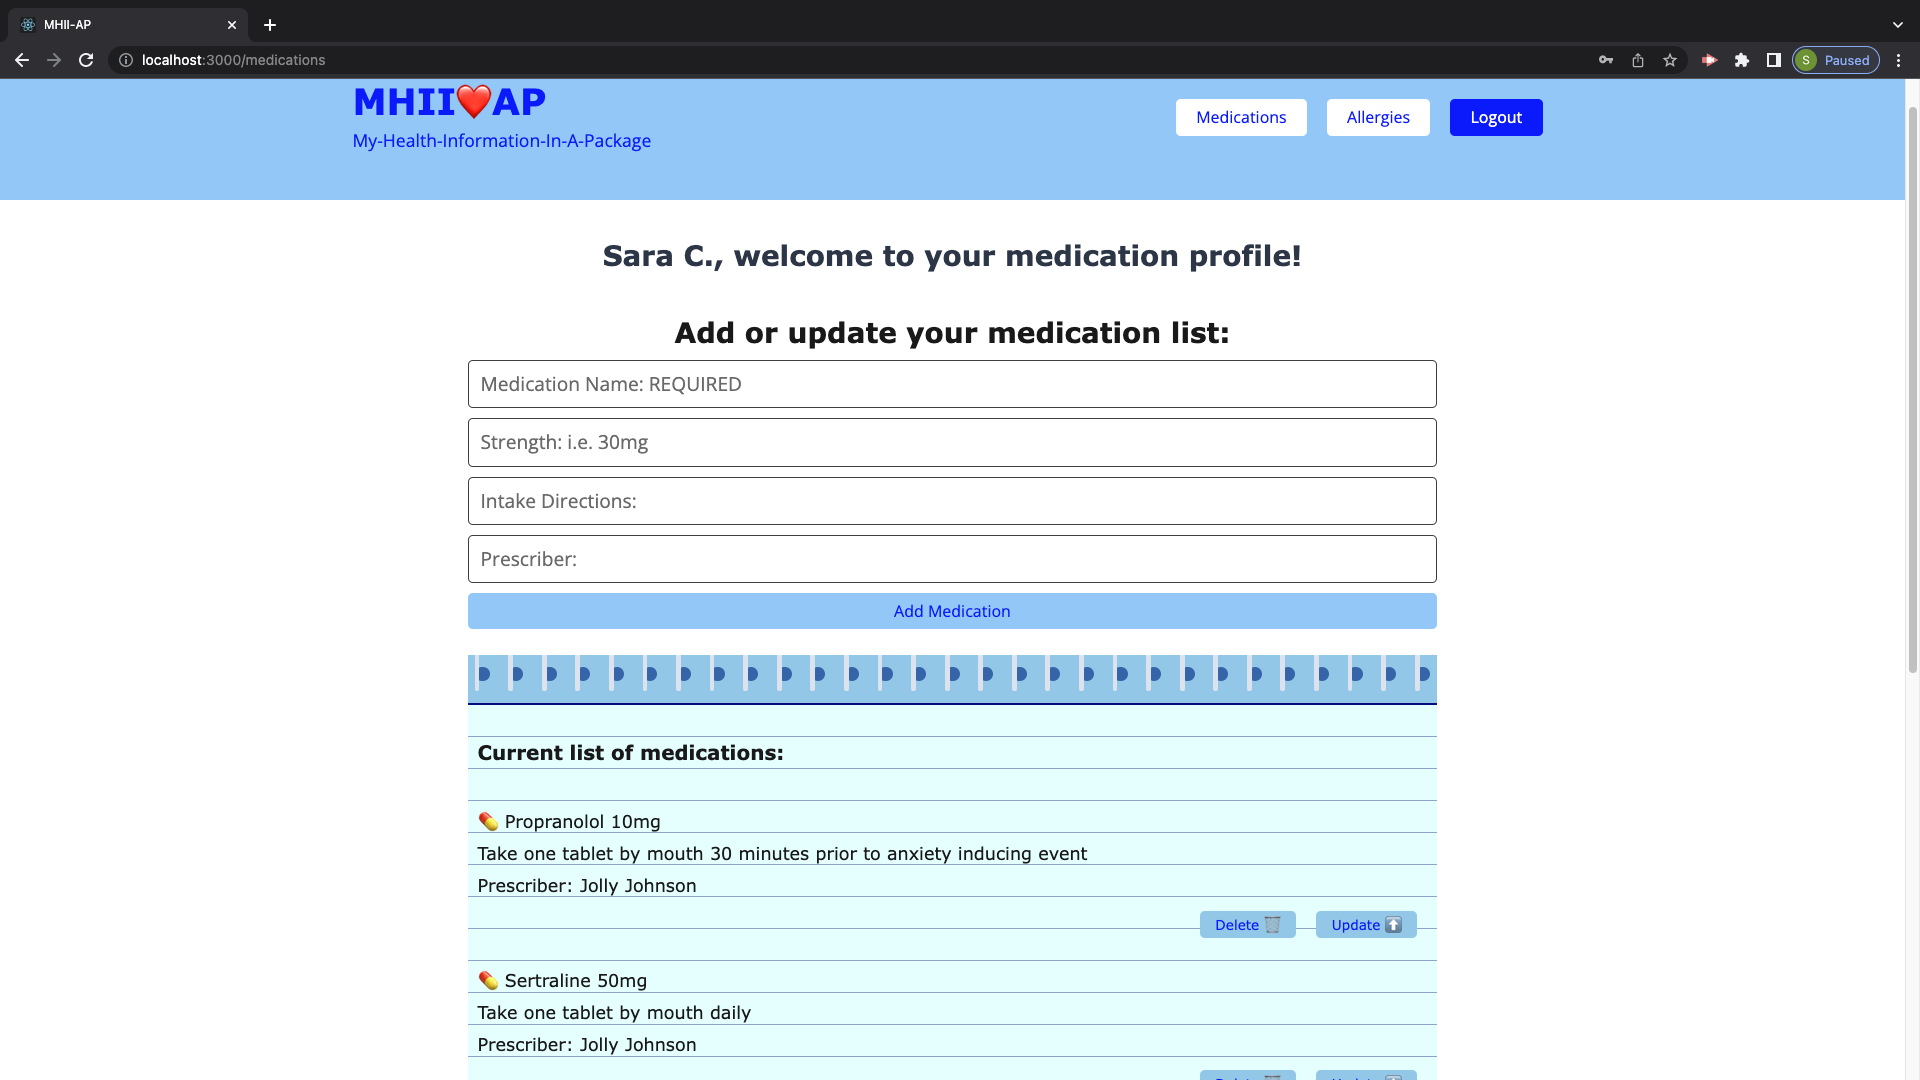 MHII-AP
localhost:3000/medications
S Paused
MHII❤️AP
My-Health-Information-In-A-Package
Medications
Allergies
Logout
Sara C., welcome to your medication profile!
Add or update your medication list:
Medication Name: REQUIRED
Strength: i.e. 30mg
Intake Directions:
Prescriber:
Add Medication
Current list of medications:
💊 Propranolol 10mg
Take one tablet by mouth 30 minutes prior to anxiety inducing event
Prescriber: Jolly Johnson
Delete 🗑️
Update ⬆️
💊 Sertraline 50mg
Take one tablet by mouth daily
Prescriber: Jolly Johnson